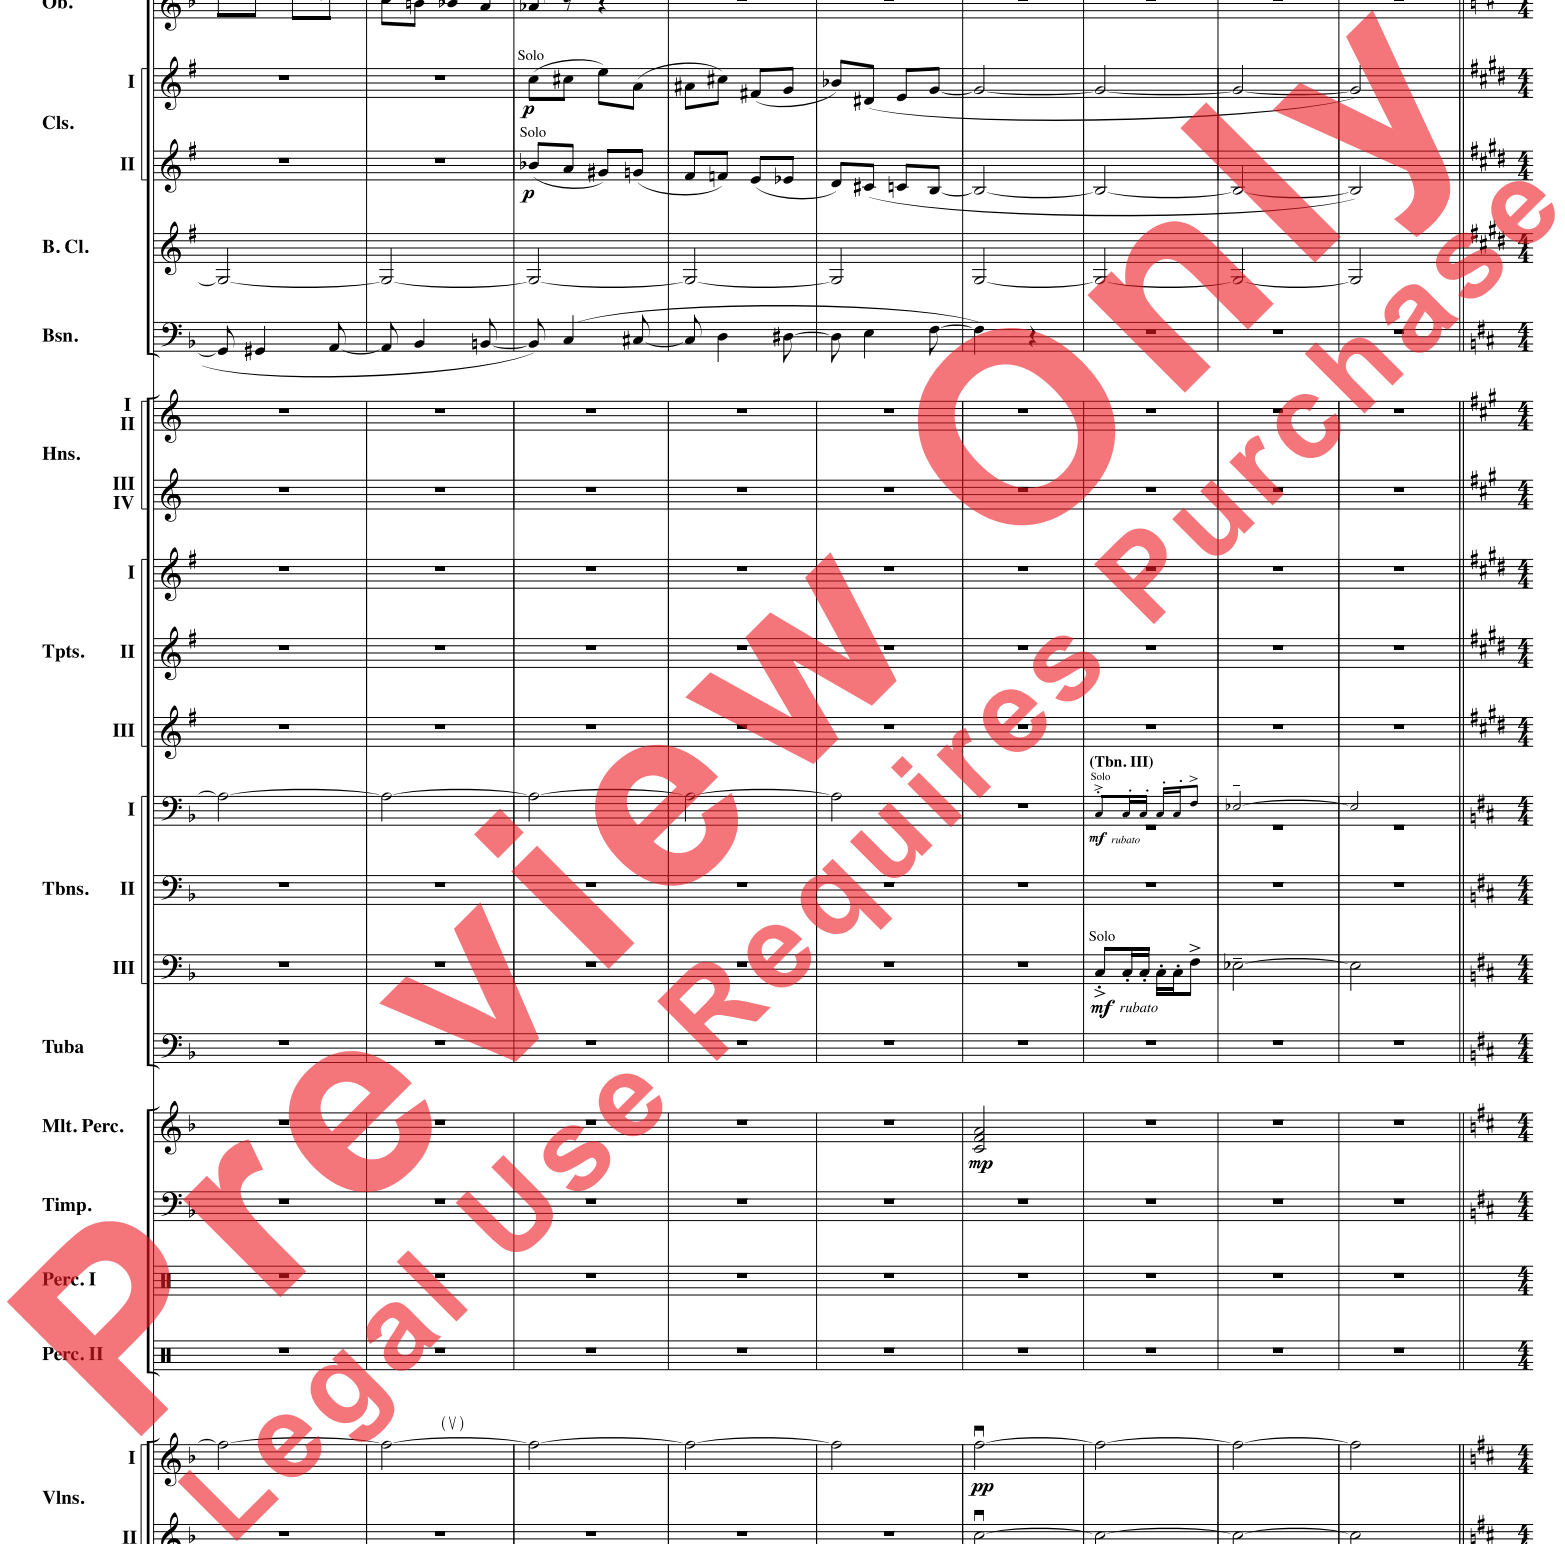 Ob.
Solo
I
p
Cls.
Solo
II
p
B. Cl.
Bsn.
I
II
Hns.
III
IV
I
Tpts. II
III
(Tbn. III)
Solo
I
mf rubato
Tbns. II
Solo
III
mf rubato
Tuba
Mlt. Perc.
mp
Timp.
Perc. I
Perc. II
(V)
I
pp
Vlns.
II
Preview Only
Legal Use Requires Purchase